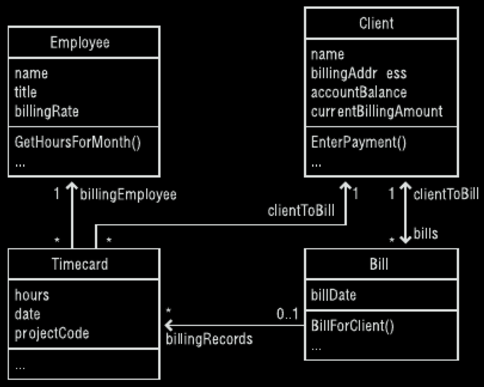 Employee
name
title
billingRate
GetHoursForMonth()
...
Client
name
billingAddr ess
accountBalance
currentBillingAmount
EnterPayment()
...
1
billingEmployee
*
clientToBill
1
*
1
clientToBill
*
bills
Timecard
hours
date
projectCode
...
*
billingRecords
0..1
Bill
billDate
BillForClient()
...